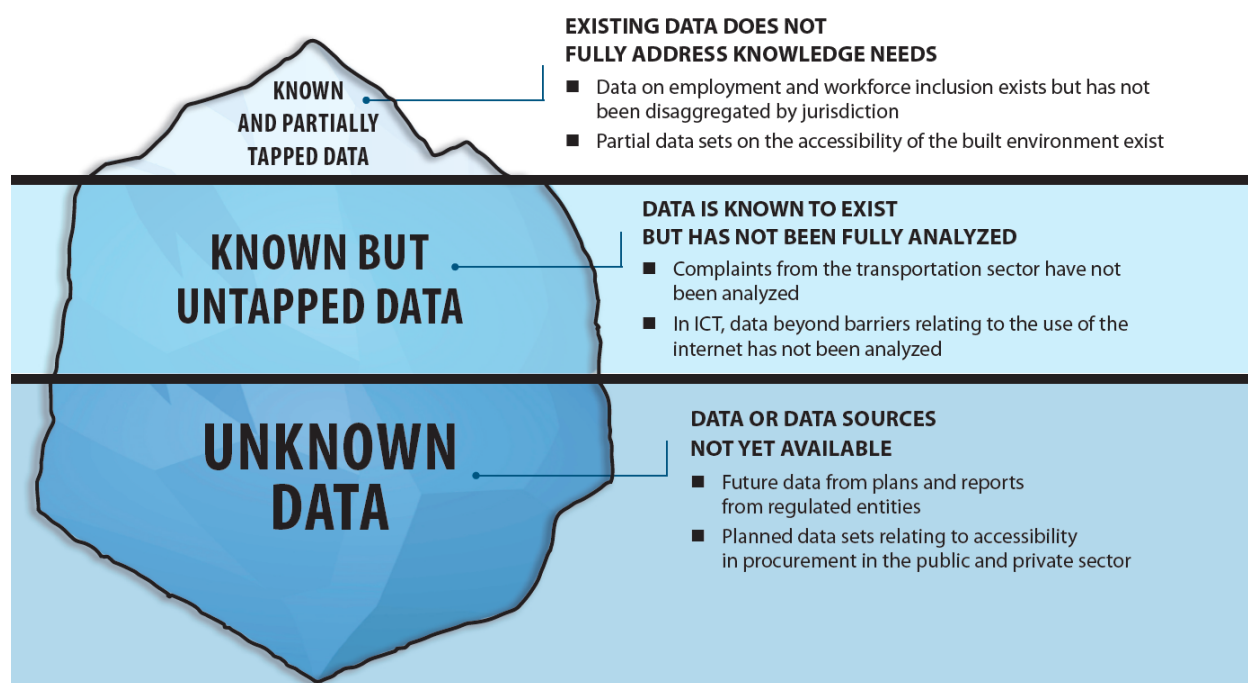 KNOWN
AND PARTIALLY
TAPPED DATA
EXISTING DATA DOES NOT
FULLY ADDRESS KNOWLEDGE NEEDS
■ Data on employment and workforce inclusion exists but has not
been disaggregated by jurisdiction
■ Partial data sets on the accessibility of the built environment exist
KNOWN BUT
UNTAPPED DATA
DATA IS KNOWN TO EXIST
BUT HAS NOT BEEN FULLY ANALYZED
■ Complaints from the transportation sector have not
been analyzed
■ In ICT, data beyond barriers relating to the use of the
internet has not been analyzed
UNKNOWN
DATA
DATA OR DATA SOURCES
NOT YET AVAILABLE
■ Future data from plans and reports
from regulated entities
■ Planned data sets relating to accessibility
in procurement in the public and private sector